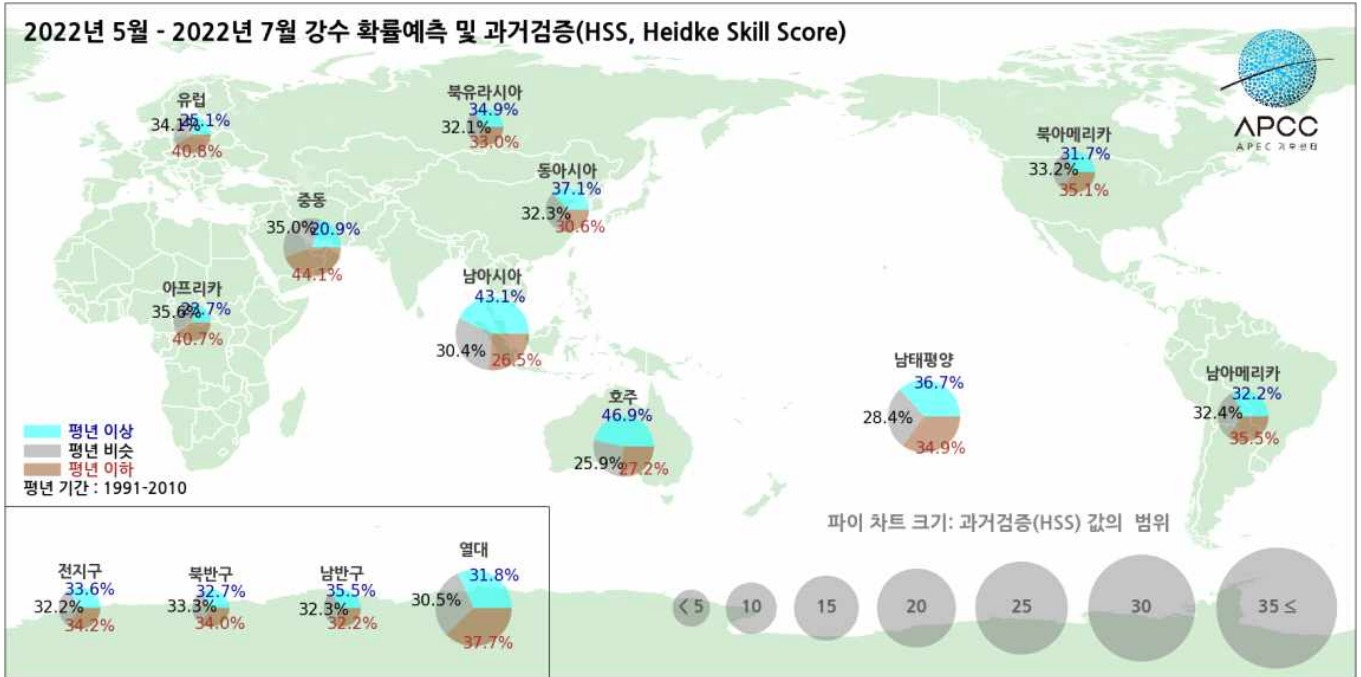 2022년 5월 - 2022년 7월 강수 확률예측 및 과거검증(HSS, Heidke Skill Score)
APCC
APEC 기후센터
유럽
25.1%
34.1%
40.8%
북유라시아
34.9%
32.1%
33.0%
북아메리카
31.7%
33.2%
35.1%
동아시아
37.1%
32.3%
30.6%
중동
35.0%
20.9%
44.1%
남아시아
43.1%
30.4%
26.5%
아프리카
35.6%
23.7%
40.7%
남태평양
36.7%
28.4%
34.9%
남아메리카
32.2%
32.4%
35.5%
호주
46.9%
25.9%
27.2%
평년 이상
평년 비슷
평년 이하
평년 기간 : 1991-2010
파이 차트 크기: 과거검증(HSS) 값의 범위
< 5
10
15
20
25
30
35 ≤
전지구
33.6%
32.2%
34.2%
북반구
32.7%
33.3%
34.0%
남반구
35.5%
32.3%
32.2%
열대
31.8%
30.5%
37.7%